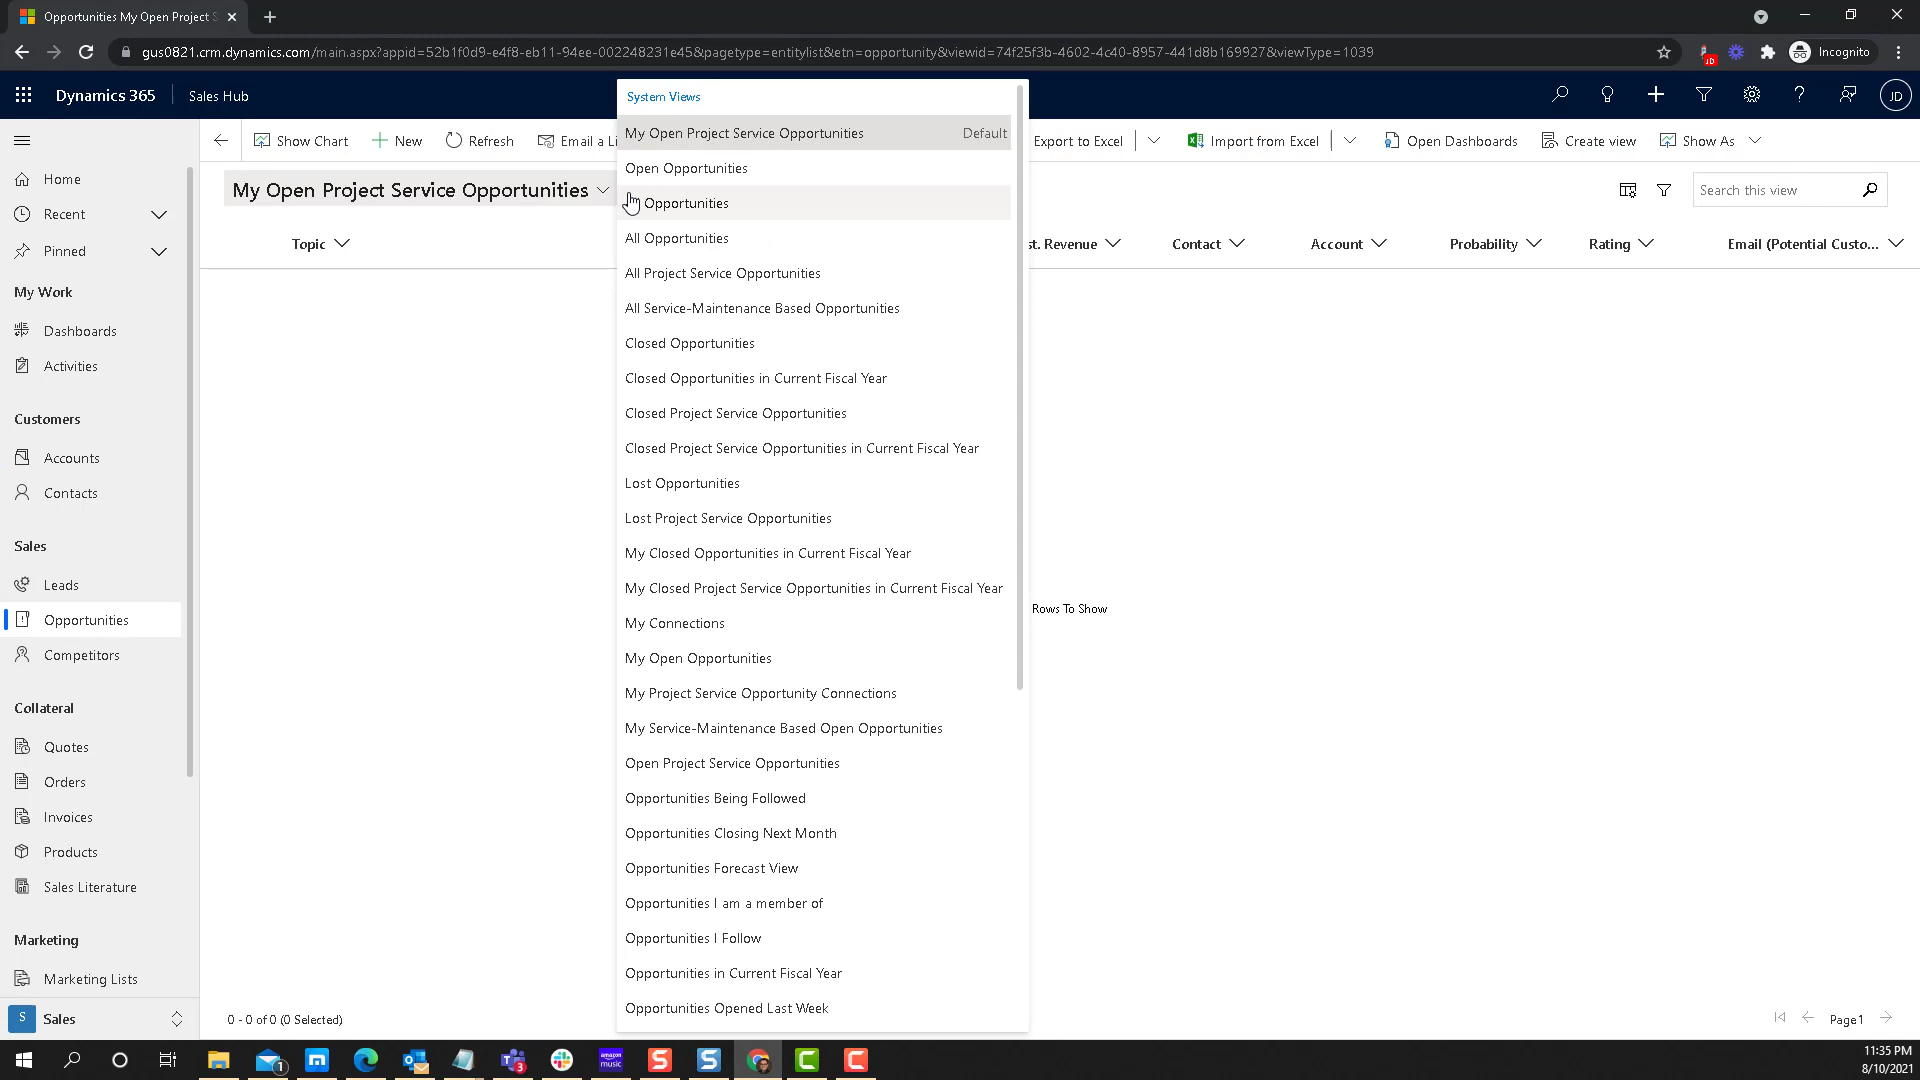 Opportunities My Open Project S
gus0821.crm.dynamics.com/main.aspx?appid=52b1f0d9-e4f8-eb11-94ee-002248231e45&pagetype=entitylist&etn=opportunity&viewid=74f25f3b-4602-4c40-8957-441d8b169927&viewType=1039
JD
Incognito
Dynamics 365
Sales Hub
JD
Show Chart
New
Refresh
Email a Li
Export to Excel
Import from Excel
Open Dashboards
Create view
Show As
My Open Project Service Opportunities
Search this view
Topic
st. Revenue
Contact
Account
Probability
Rating
Email (Potential Custo...
System Views
My Open Project Service Opportunities
Default
Open Opportunities
Opportunities
All Opportunities
All Project Service Opportunities
All Service-Maintenance Based Opportunities
Closed Opportunities
Closed Opportunities in Current Fiscal Year
Closed Project Service Opportunities
Closed Project Service Opportunities in Current Fiscal Year
Lost Opportunities
Lost Project Service Opportunities
My Closed Opportunities in Current Fiscal Year
My Closed Project Service Opportunities in Current Fiscal Year
My Connections
My Open Opportunities
My Project Service Opportunity Connections
My Service-Maintenance Based Open Opportunities
Open Project Service Opportunities
Opportunities Being Followed
Opportunities Closing Next Month
Opportunities Forecast View
Opportunities I am a member of
Opportunities I Follow
Opportunities in Current Fiscal Year
Opportunities Opened Last Week
Rows To Show
Home
Recent
Pinned
My Work
Dashboards
Activities
Customers
Accounts
Contacts
Sales
Leads
Opportunities
Competitors
Collateral
Quotes
Orders
Invoices
Products
Sales Literature
Marketing
Marketing Lists
S
Sales
0 - 0 of 0 (0 Selected)
Page1
1
3
amazon music
S
S
C
C
11:35 PM
8/10/2021